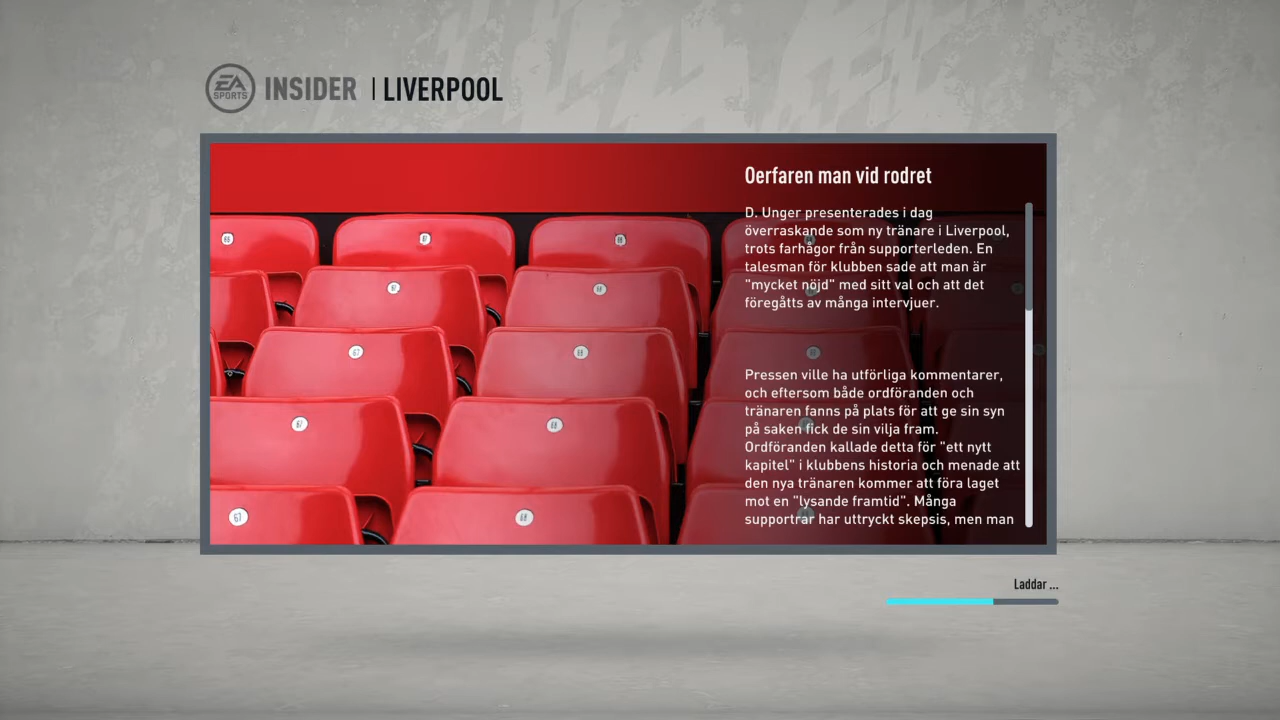 EA SPORTS INSIDER | LIVERPOOL
Oerfaren man vid rodret
D. Unger presenterades i dag
överraskande som ny tränare i Liverpool,
trots farhågor från supporterleden. En
talesman för klubben sade att man är
"mycket nöjd" med sitt val och att det
föregåtts av många intervjuer.
Pressen ville ha utförliga kommentarer,
och eftersom både ordföranden och
tränaren fanns på plats för att ge sin syn
på saken fick de sin vilja fram.
Ordföranden kallade detta för "ett nytt
kapitel" i klubbens historia och menade att
den nya tränaren kommer att föra laget
mot en "lysande framtid". Många
supportrar har uttryckt skepsis, men man
Laddar ...
67
68